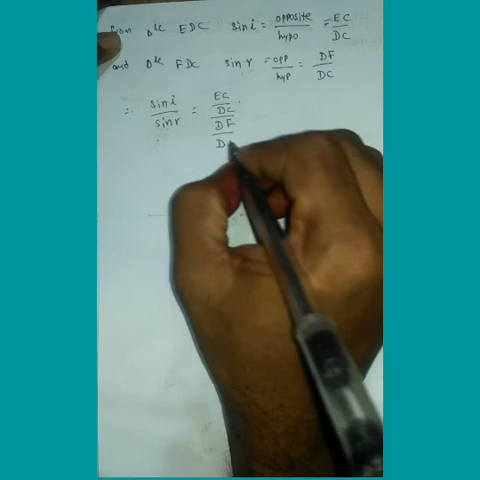 From Δle EDC sin i = opposite/hypo = EC/DC
and Δle FDC sin r = opp/hyp = DF/DC
∴ sin i/sin r = EC/DC/DF/D